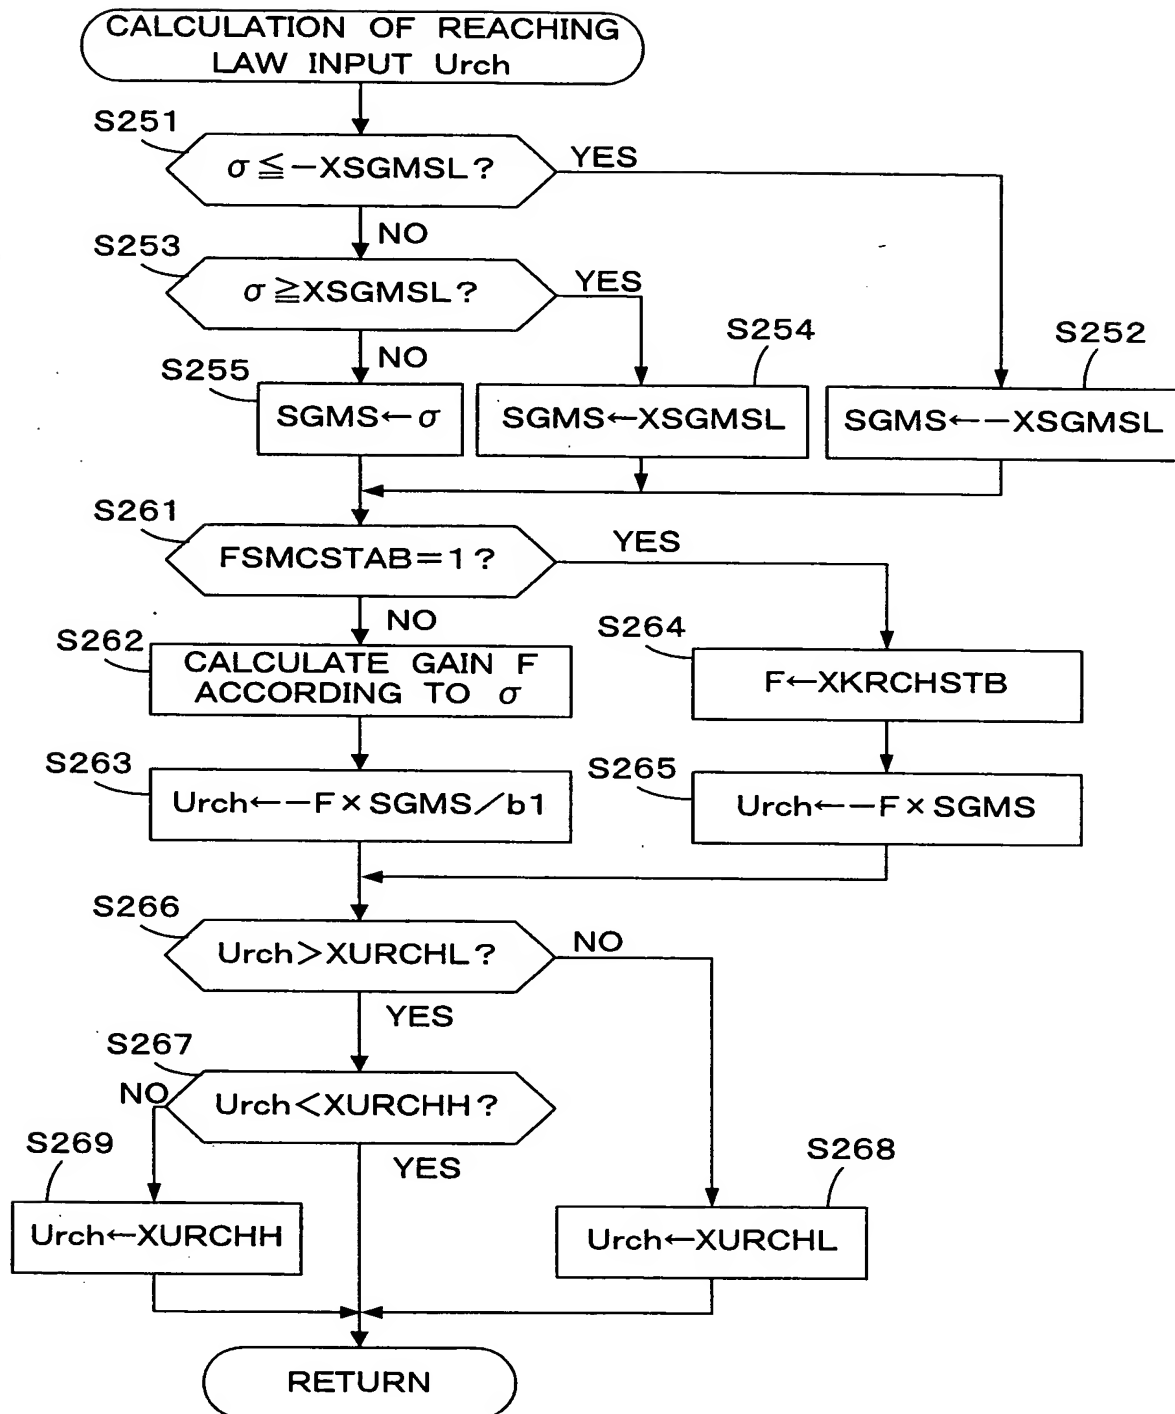 CALCULATION OF REACHING
LAW INPUT Urch
S251
σ≦−XSGMSL?
YES
NO
S253
σ≧XSGMSL?
YES
NO
S254
S252
S255
SGMS←σ
SGMS←XSGMSL
SGMS←−XSGMSL
S261
FSMCSTAB=1?
YES
NO
S262
CALCULATE GAIN F
ACCORDING TO σ
S264
F←XKRCHSTB
S263
Urch←−F×SGMS/b1
S265
Urch←−F×SGMS
S266
Urch>XURCHL?
NO
YES
S267
NO
Urch<XURCHH?
YES
S269
Urch←XURCHH
S268
Urch←XURCHL
RETURN